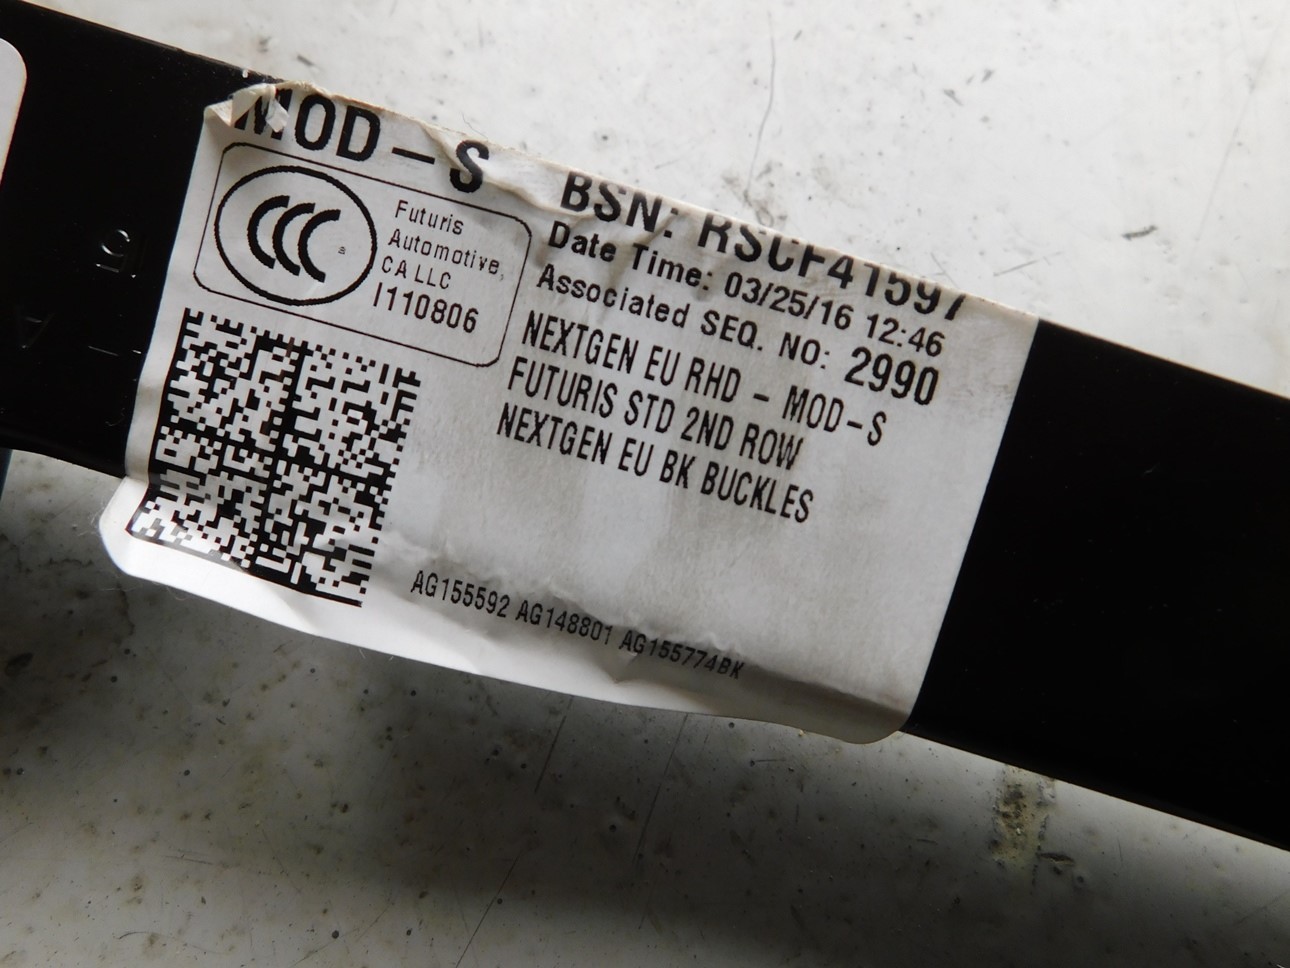 MOD-S
CCC
Futuris
Automotive,
CA LLC
I110806
BSN: RSCF41597
Date Time: 03/25/16 12:46
Associated SEQ. NO: 2990
NEXTGEN EU RHD - MOD-S
FUTURIS STD 2ND ROW
NEXTGEN EU BK BUCKLES
AG155592 AG148801 AG155774BK